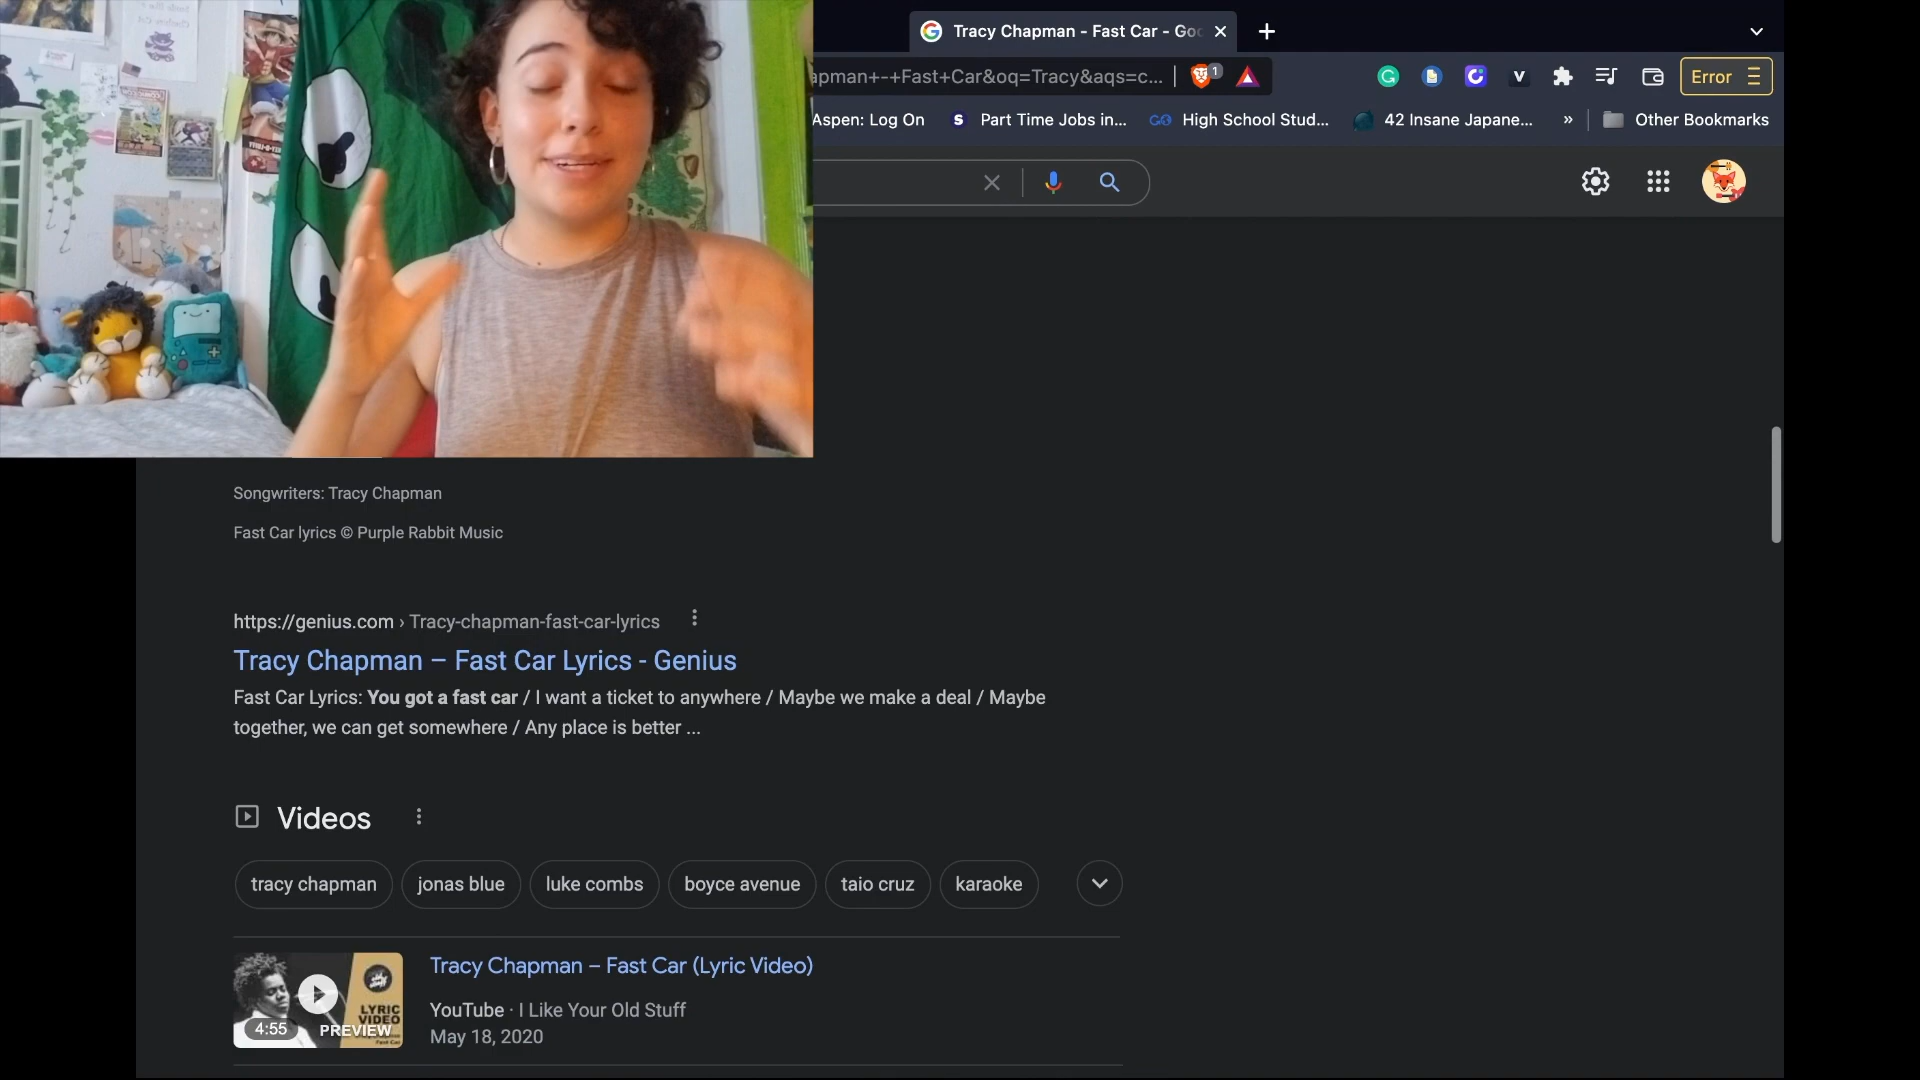 Tracy Chapman - Fast Car - Goo
apman+-+Fast+Car&oq=Tracy&aqs=c...
1
Error
Aspen: Log On
Part Time Jobs in...
High School Stud...
42 Insane Japane...
»
Other Bookmarks
Songwriters: Tracy Chapman
Fast Car lyrics © Purple Rabbit Music
https://genius.com › Tracy-chapman-fast-car-lyrics
Tracy Chapman – Fast Car Lyrics - Genius
Fast Car Lyrics: You got a fast car / I want a ticket to anywhere / Maybe we make a deal / Maybe
together, we can get somewhere / Any place is better ...
Videos
tracy chapman
jonas blue
luke combs
boyce avenue
taio cruz
karaoke
LYRIC
VIDEO
4:55
PREVIEW
Tracy Chapman – Fast Car (Lyric Video)
YouTube · I Like Your Old Stuff
May 18, 2020